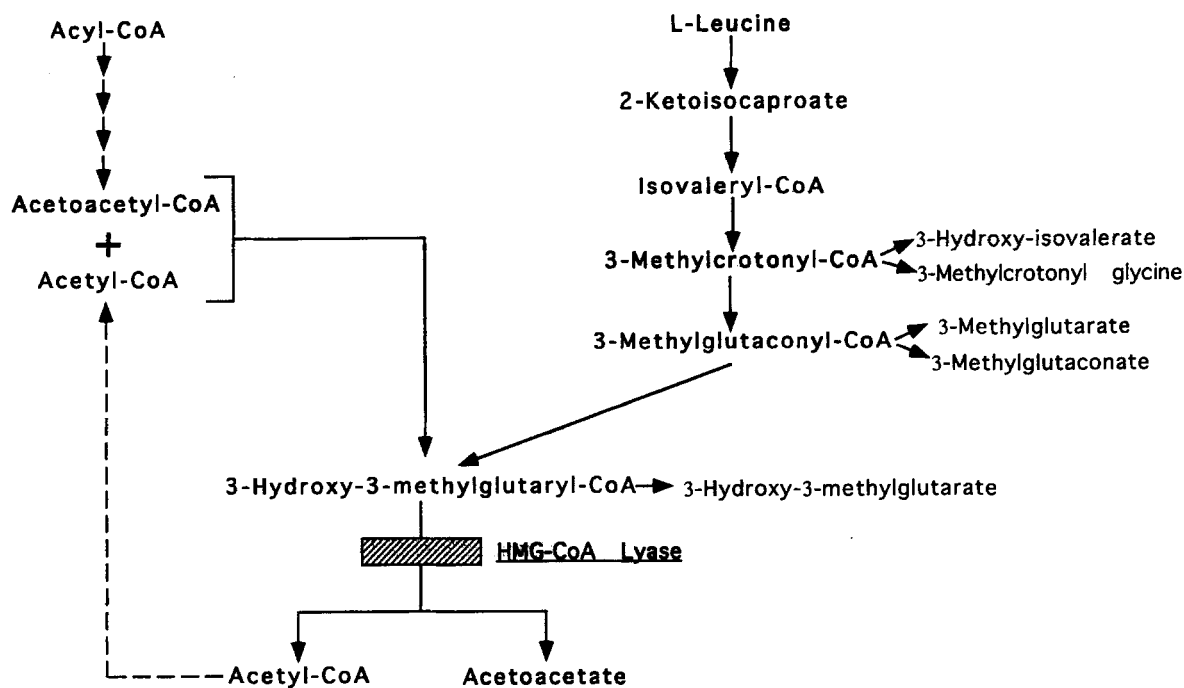 Acyl-CoA
Acetoacetyl-CoA
+
Acetyl-CoA
L-Leucine
2-Ketoisocaproate
Isovaleryl-CoA
3-Methylcrotonyl-CoA
3-Hydroxy-isovalerate
3-Methylcrotonyl glycine
3-Methylglutaconyl-CoA
3-Methylglutarate
3-Methylglutaconate
3-Hydroxy-3-methylglutaryl-CoA
3-Hydroxy-3-methylglutarate
HMG-CoA Lyase
Acetyl-CoA
Acetoacetate